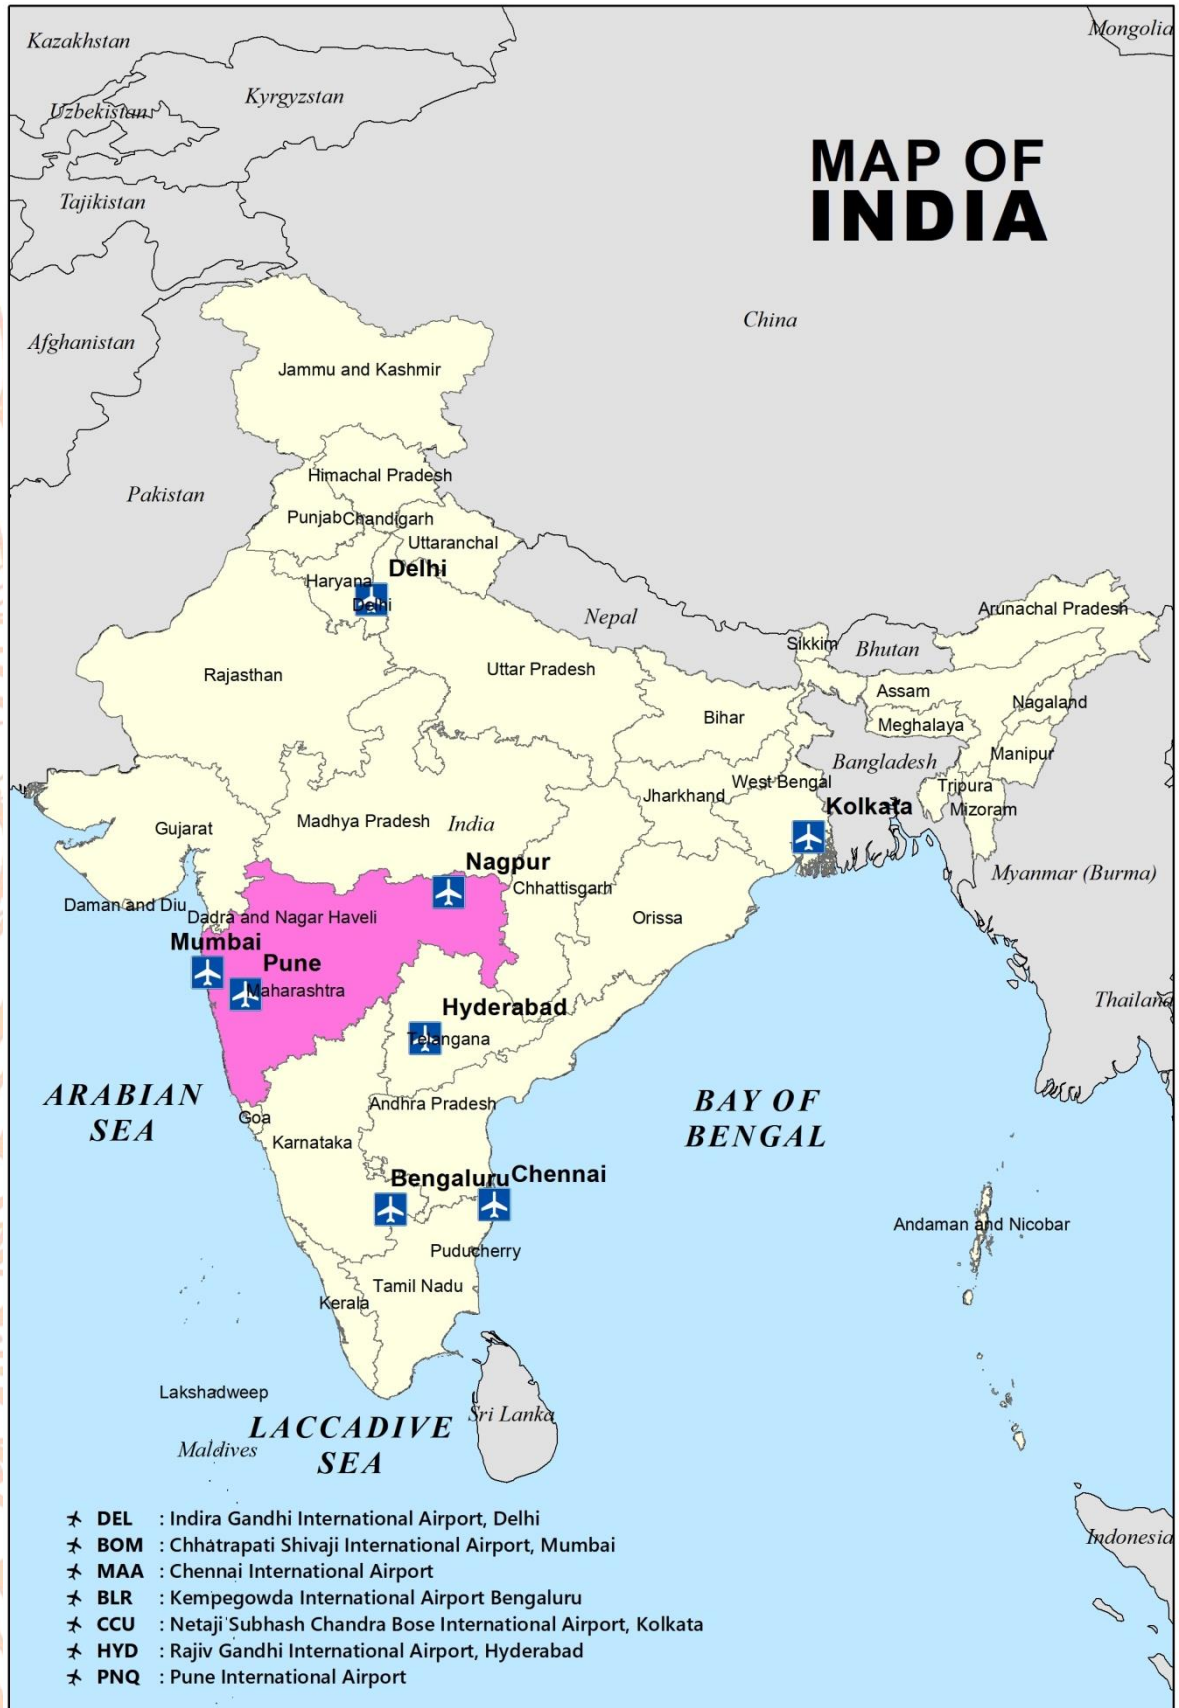 Kazakhstan
Mongolia
Kyrgyzstan
Uzbekistan
MAP OF
INDIA
Tajikistan
China
Afghanistan
Jammu and Kashmir
Himachal Pradesh
Pakistan
Punjab
Chandigarh
Uttaranchal
Delhi
Haryana
Delhi
Nepal
Arunachal Pradesh
Sikkim
Bhutan
Rajasthan
Uttar Pradesh
Assam
Nagaland
Bihar
Meghalaya
Manipur
Bangladesh
West Bengal
Tripura
Jharkhand
Mizoram
Kolkata
Gujarat
Madhya Pradesh
India
Nagpur
Myanmar (Burma)
Chhattisgarh
Daman and Diu
Dadra and Nagar Haveli
Orissa
Mumbai
Pune
Maharashtra
Thailand
Hyderabad
Telangana
ARABIAN
SEA
BAY OF
BENGAL
Andhra Pradesh
Goa
Karnataka
Bengaluru
Chennai
Andaman and Nicobar
Puducherry
Tamil Nadu
Kerala
Lakshadweep
Sri Lanka
LACCADIVE
SEA
Maldives
Indonesia
DEL : Indira Gandhi International Airport, Delhi
BOM : Chhatrapati Shivaji International Airport, Mumbai
MAA : Chennai International Airport
BLR : Kempegowda International Airport Bengaluru
CCU : Netaji Subhash Chandra Bose International Airport, Kolkata
HYD : Rajiv Gandhi International Airport, Hyderabad
PNQ : Pune International Airport